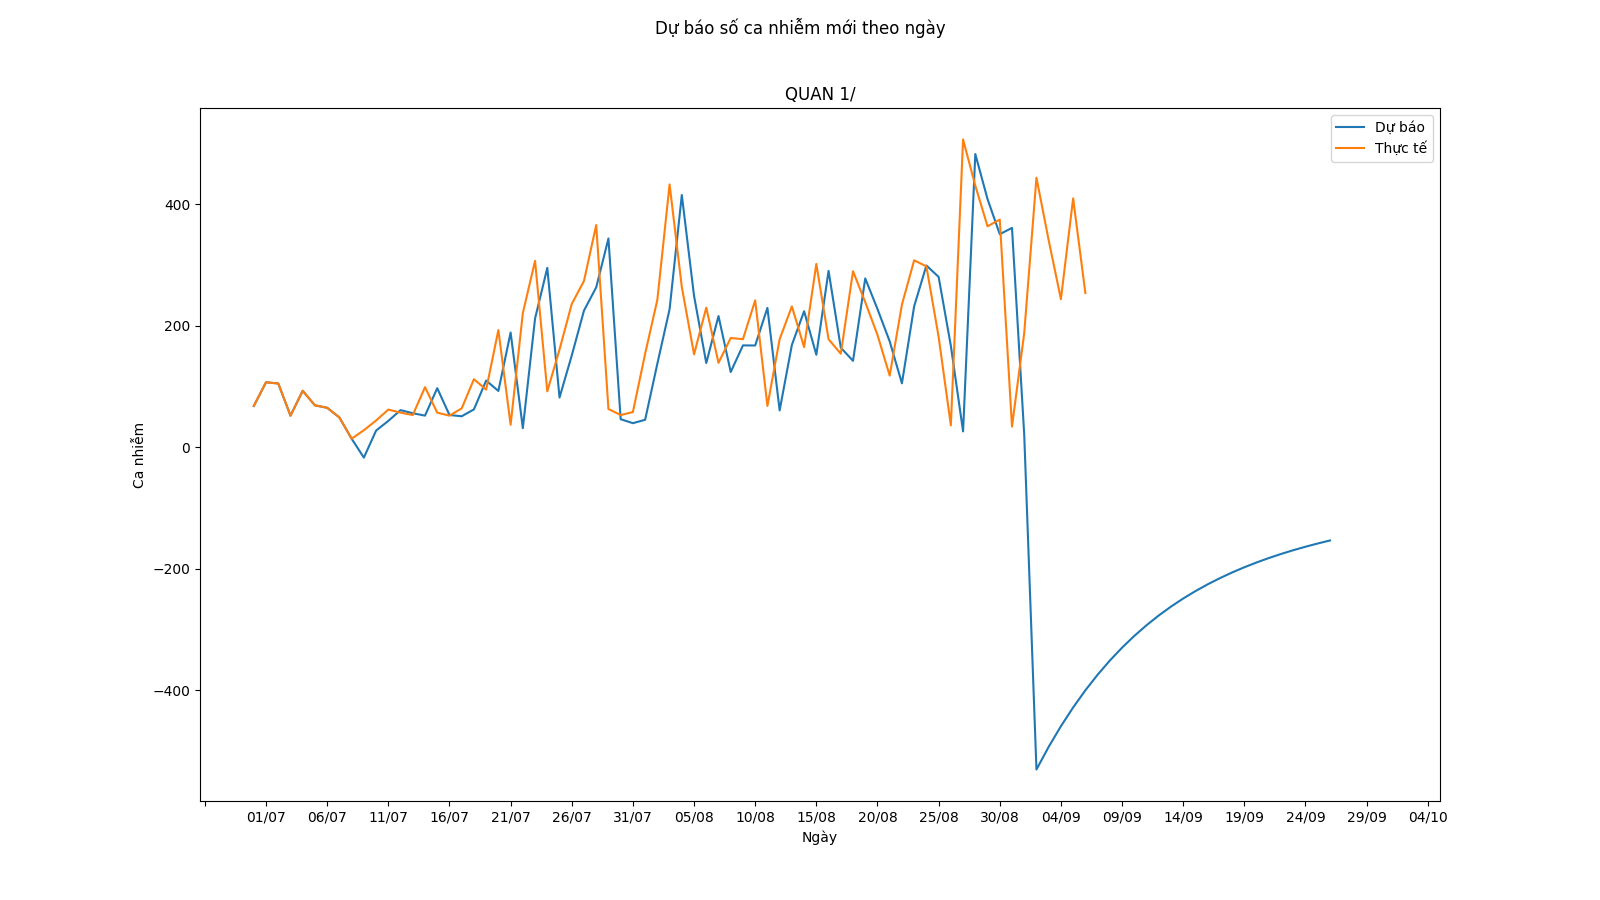 Dự báo số ca nhiễm mới theo ngày
QUAN 1/
Dự báo
Thực tế
400
200
0
−200
−400
Ca nhiễm
01/07 06/07 11/07 16/07 21/07 26/07 31/07 05/08 10/08 15/08 20/08 25/08 30/08 04/09 09/09 14/09 19/09 24/09 29/09 04/10
Ngày